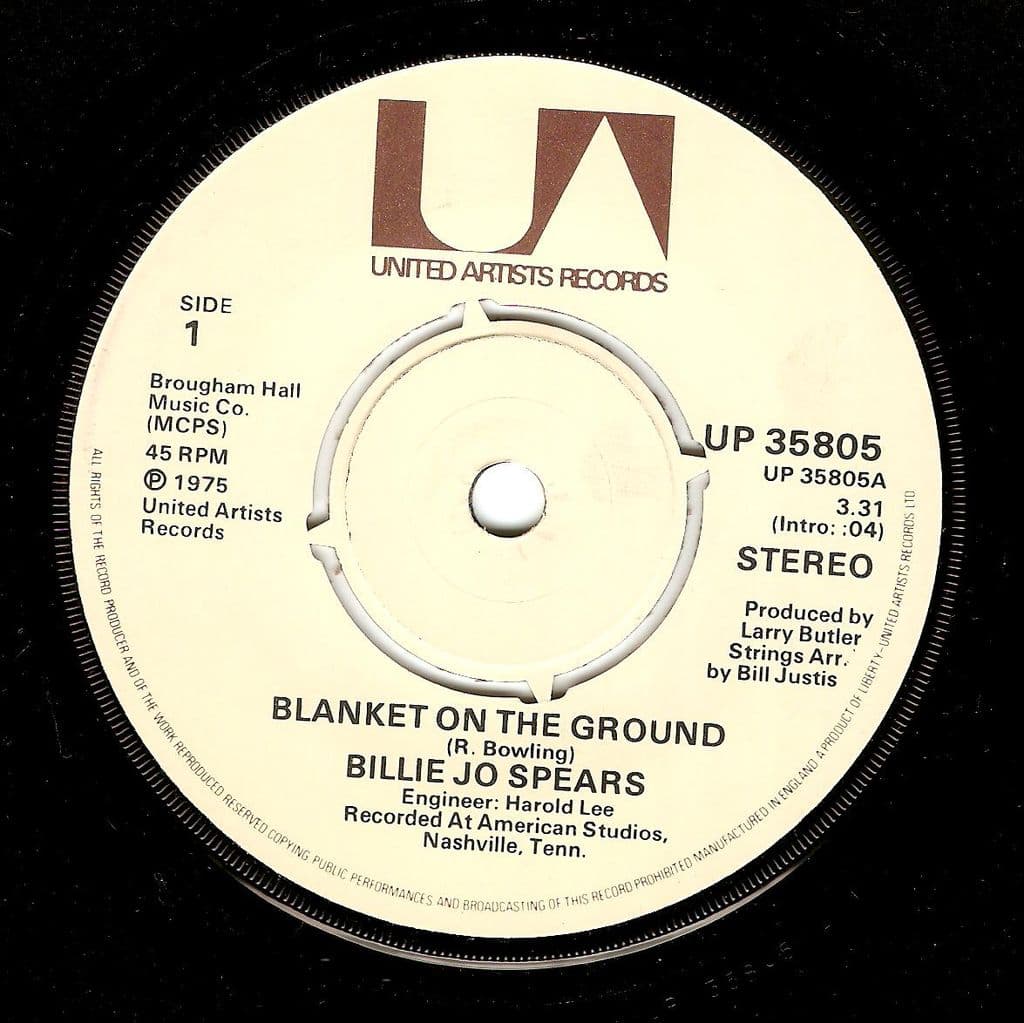 UA
UNITED ARTISTS RECORDS
SIDE
1
Brougham Hall
Music Co.
(MCPS)
45 RPM
Ⓟ 1975
United Artists
Records
UP 35805
UP 35805A
3.31
(Intro: :04)
STEREO
Produced by
Larry Butler
Strings Arr.
by Bill Justis
BLANKET ON THE GROUND
(R. Bowling)
BILLIE JO SPEARS
Engineer: Harold Lee
Recorded At American Studios,
Nashville, Tenn.
ALL RIGHTS OF THE RECORD PRODUCER AND OF THE WORK REPRODUCED RESERVED COPYING PUBLIC PERFORMANCES AND BROADCASTING OF THIS RECORD PROHIBITED MANUFACTURED IN ENGLAND A PRODUCT OF LIBERTY-UNITED ARTISTS RECORDS LTD